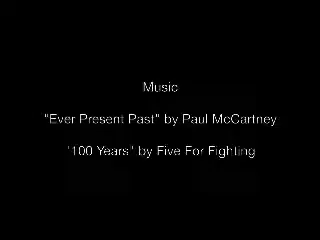 Music
"Ever Present Past" by Paul McCartney
'100 Years" by Five For Fighting